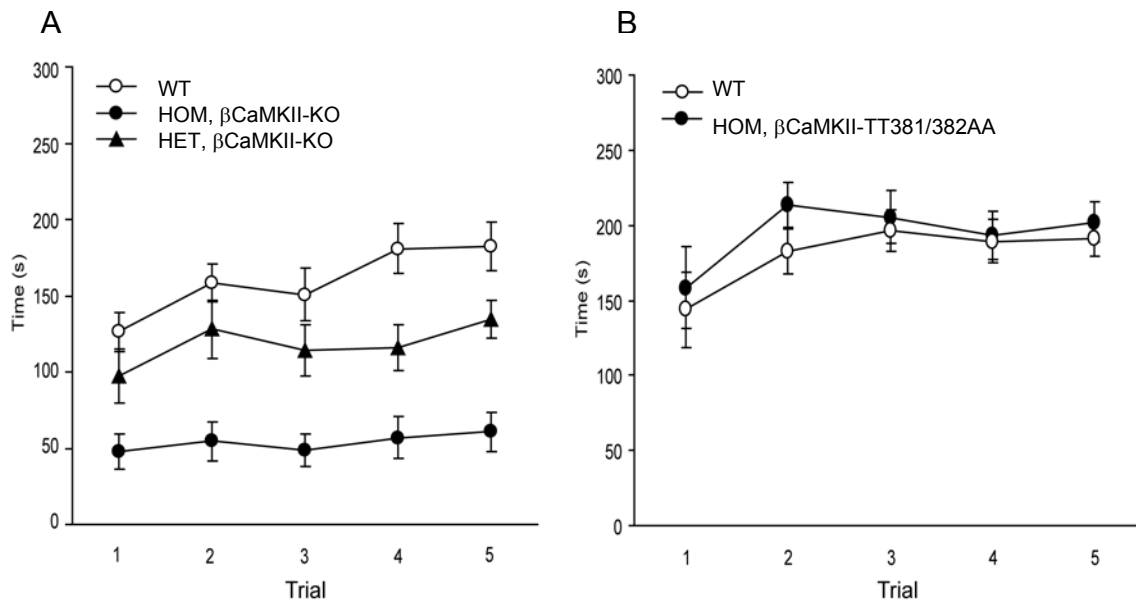 A
300
250
200
150
100
50
0
Time (s)
WT
HOM, βCaMKII-KO
HET, βCaMKII-KO
1 2 3 4 5
Trial
B
300
250
200
150
100
50
0
Time (s)
WT
HOM, βCaMKII-TT381/382AA
1 2 3 4 5
Trial